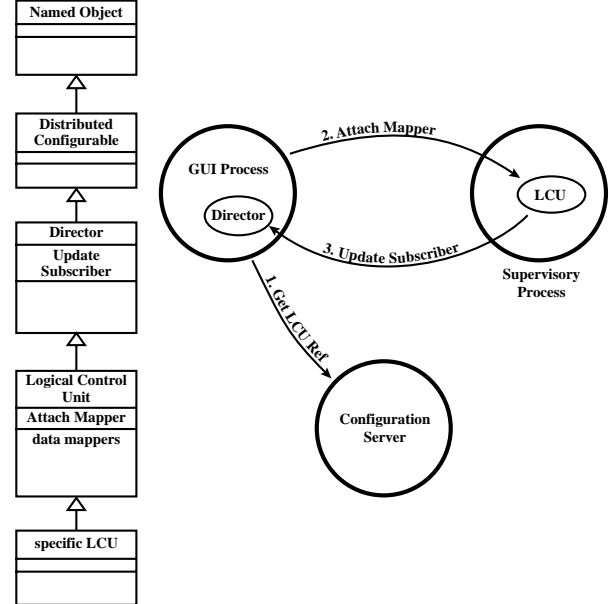 Named Object
Distributed
Configurable
Director
Update
Subscriber
Logical Control
Unit
Attach Mapper
data mappers
specific LCU
GUI Process
Director
2. Attach Mapper
LCU
3. Update Subscriber
Supervisory
Process
1. Get LCU Ref
Configuration
Server